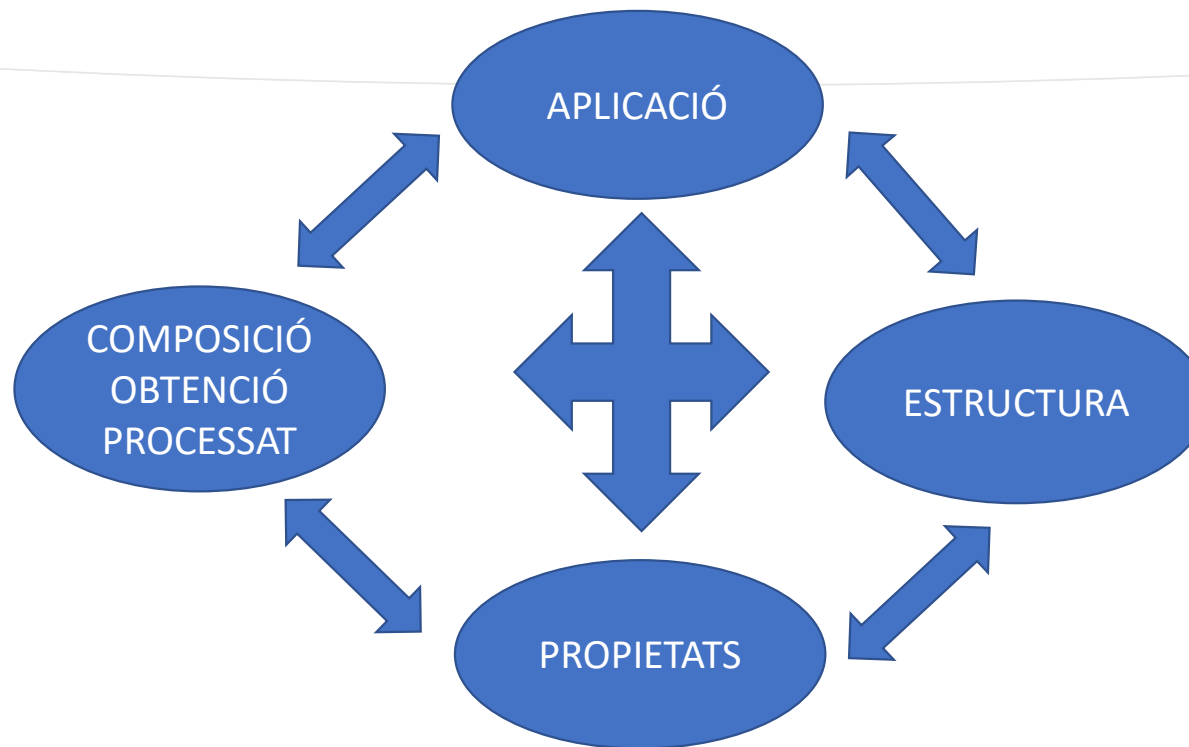 APLICACIÓ
COMPOSICIÓ
OBTENCIÓ
PROCESSAT
ESTRUCTURA
PROPIETATS